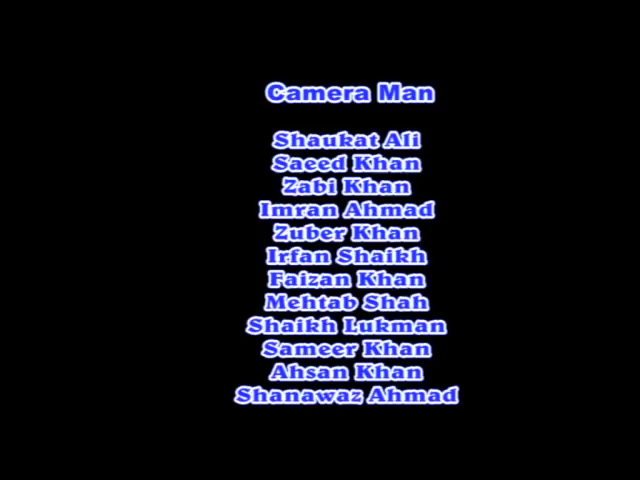 Camera Man
Shaukat Ali
Saeed Khan
Zabi Khan
Imran Ahmad
Zuber Khan
Irfan Shaikh
Faizan Khan
Mehtab Shah
Shaikh Lukman
Sameer Khan
Ahsan Khan
Shanawaz Ahmad